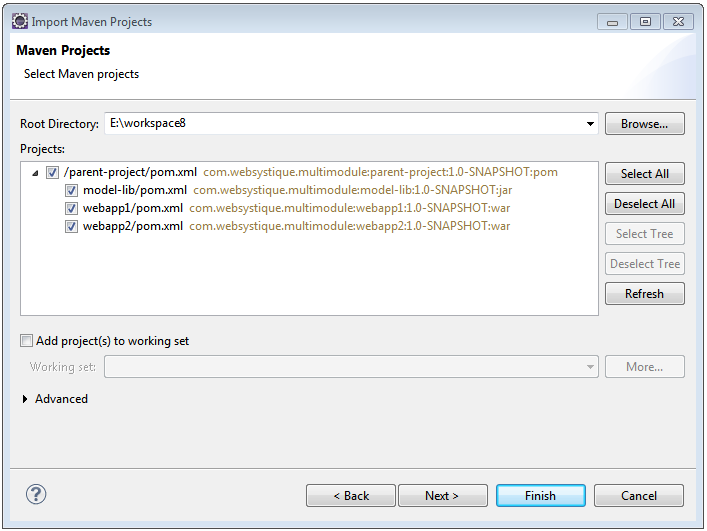 Import Maven Projects
Maven Projects
Select Maven projects
Root Directory: E:\workspace8 Browse...
Projects:
/parent-project/pom.xml com.websystique.multimodule:parent-project:1.0-SNAPSHOT:pom Select All
model-lib/pom.xml com.websystique.multimodule:model-lib:1.0-SNAPSHOT:jar
webapp1/pom.xml com.websystique.multimodule:webapp1:1.0-SNAPSHOT:war Deselect All
webapp2/pom.xml com.websystique.multimodule:webapp2:1.0-SNAPSHOT:war
Select Tree
Deselect Tree
Refresh
Add project(s) to working set
Working set: More...
Advanced
? < Back Next > Finish Cancel